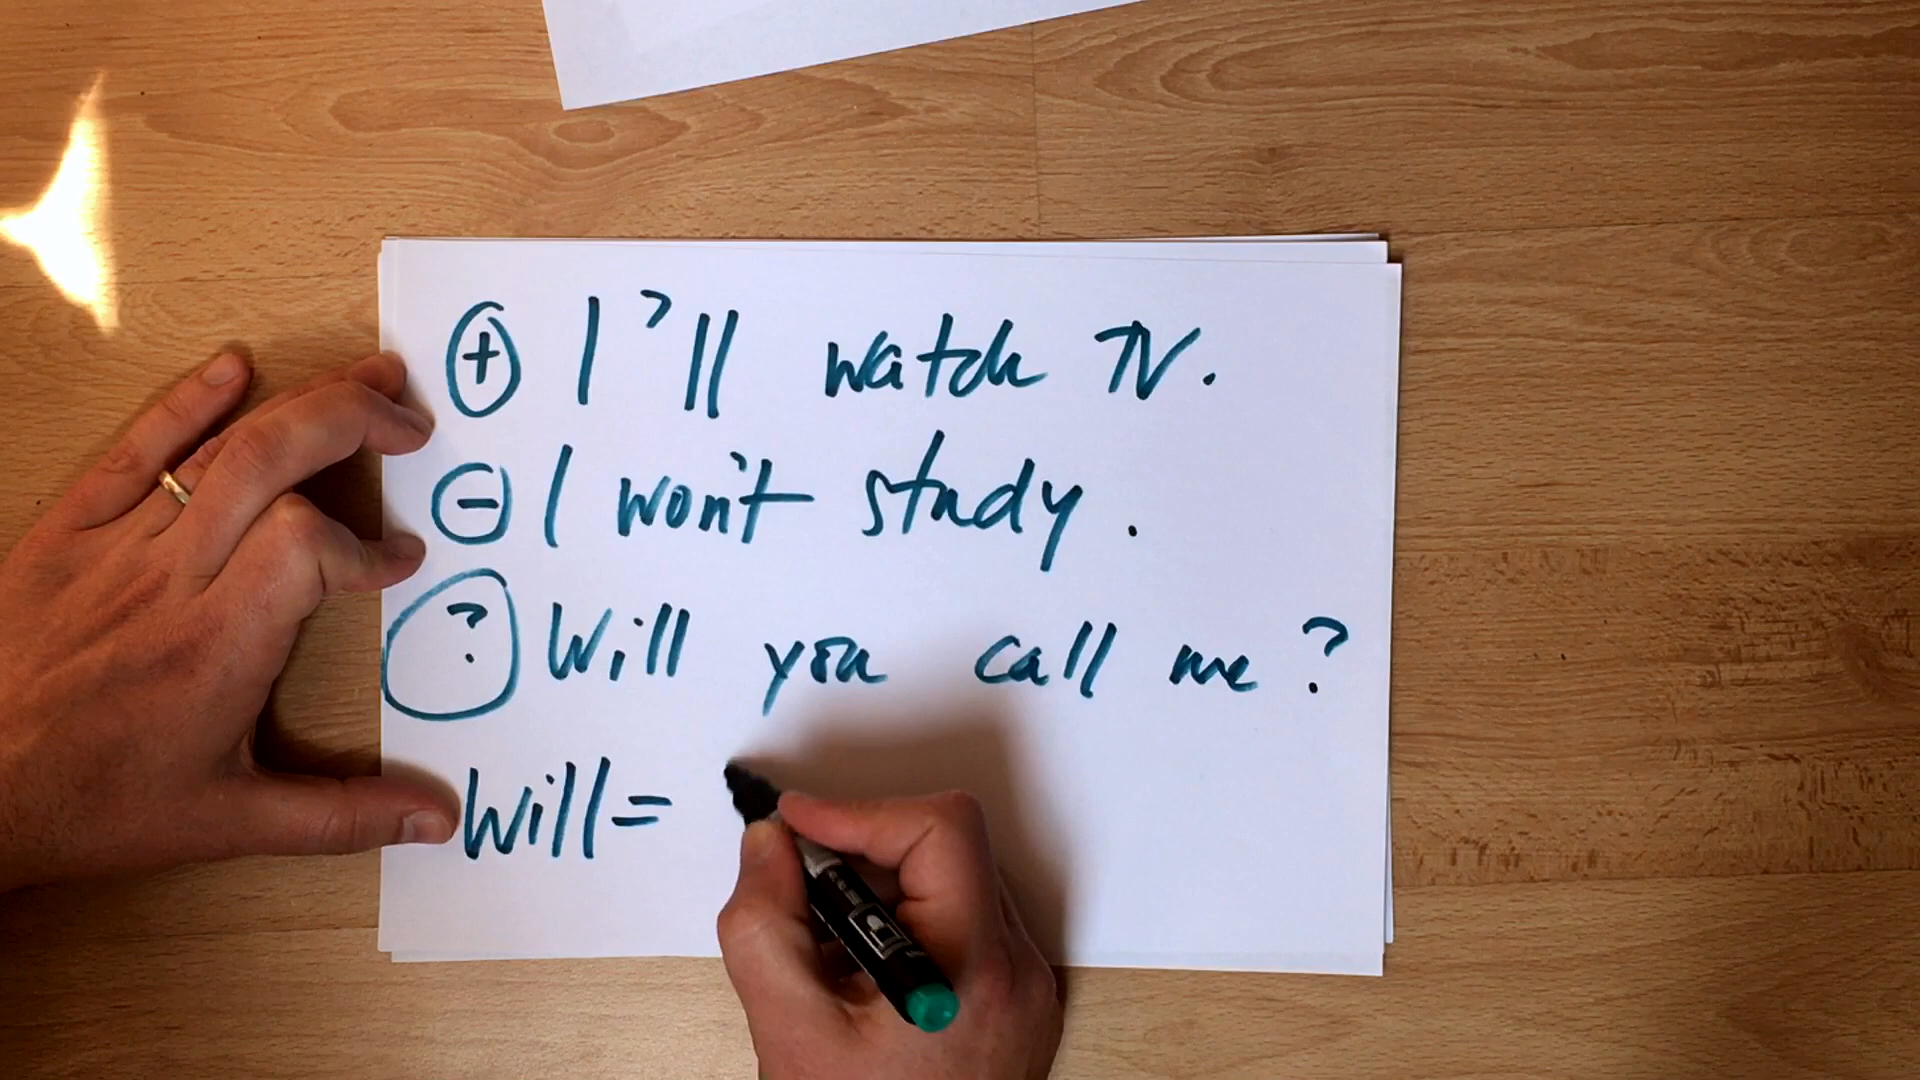 + I'll watch TV.
- I won't study.
? Will you call me?
Will=